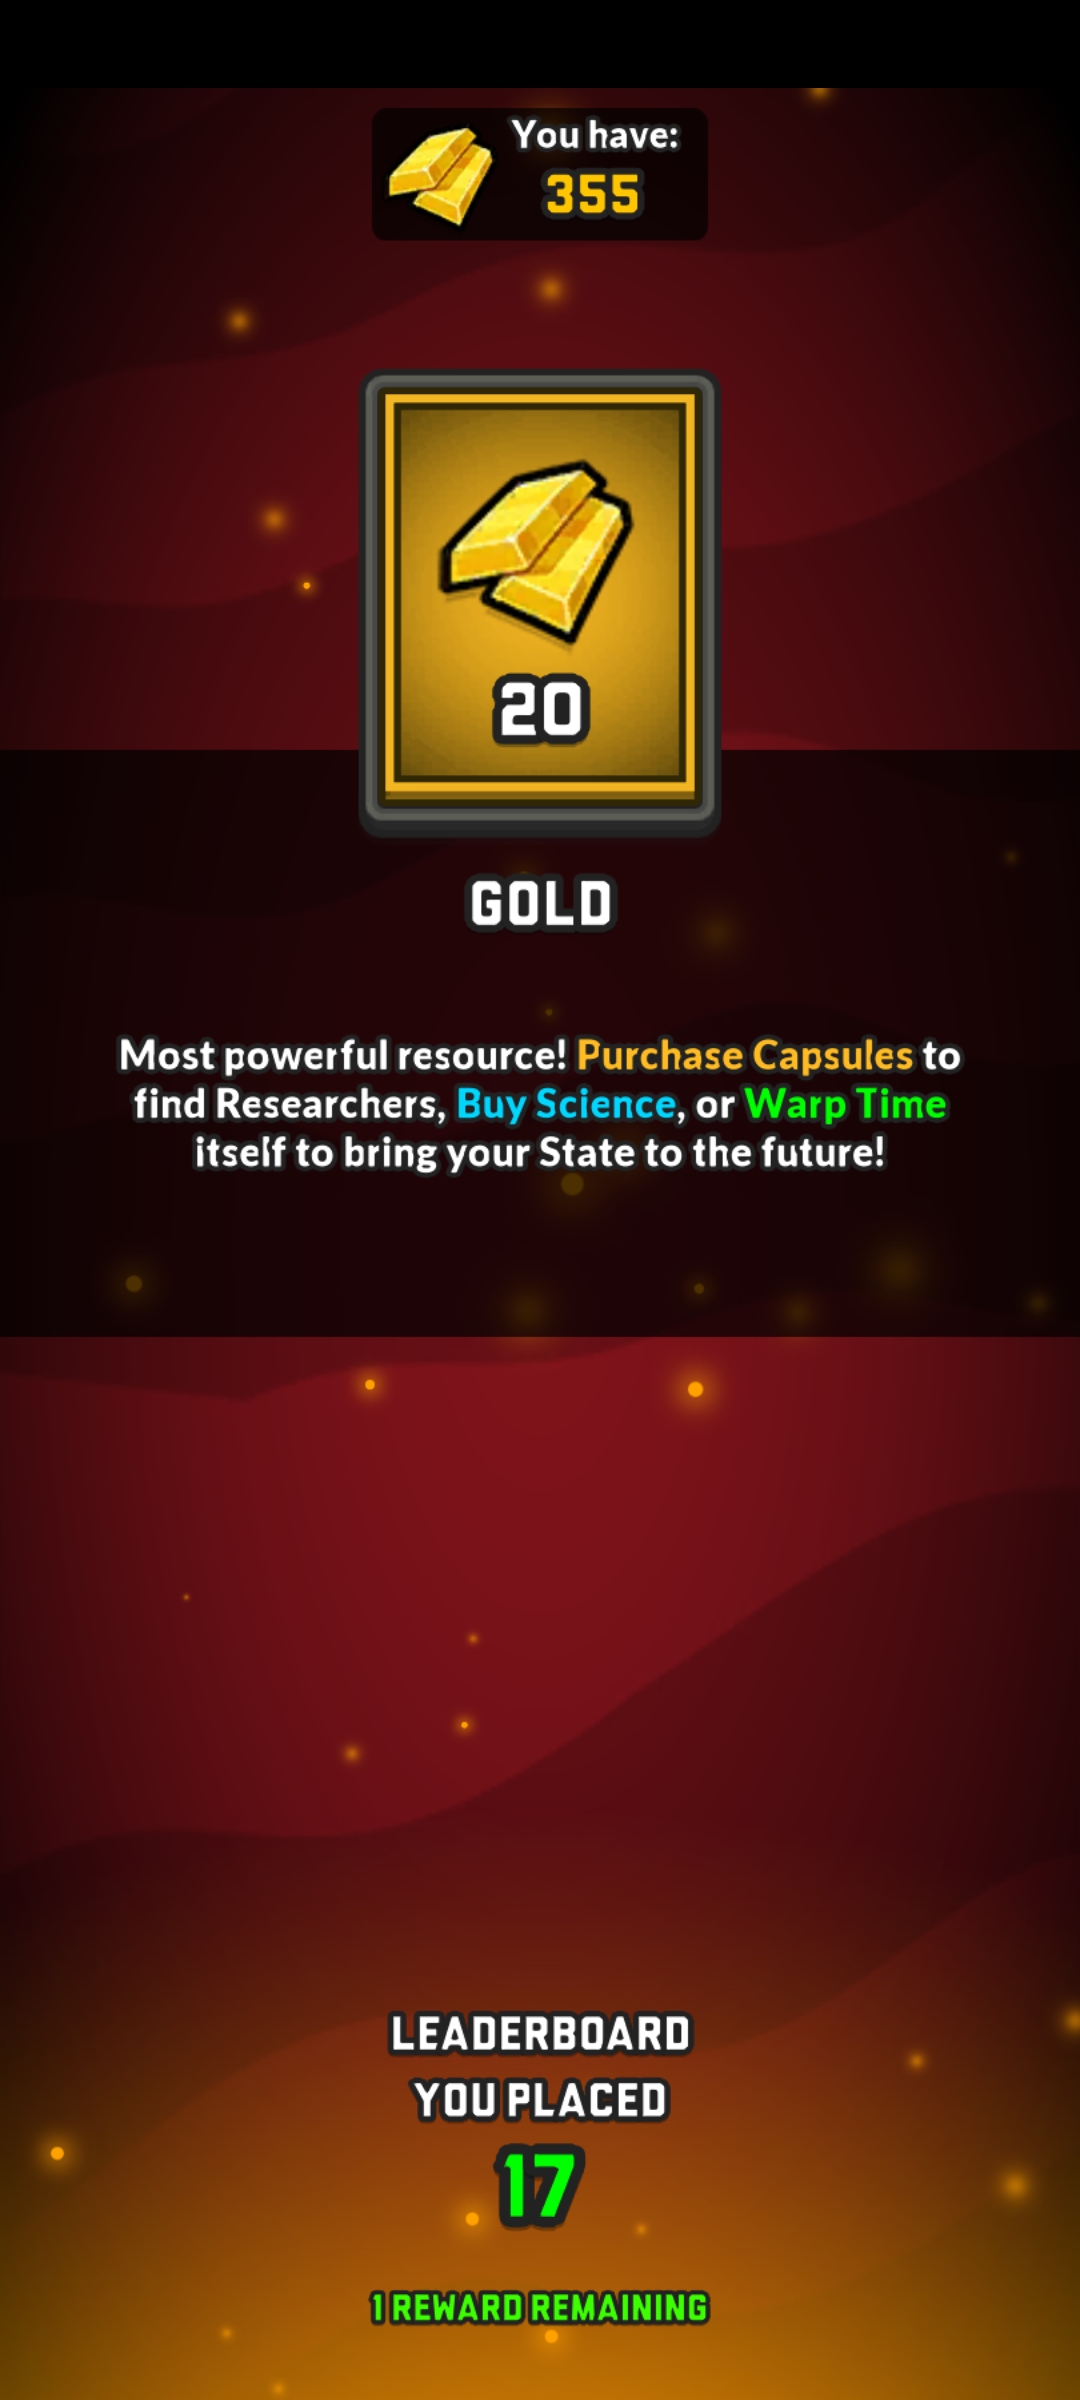 You have:
355
20
GOLD
Most powerful resource! Purchase Capsules to
find Researchers, Buy Science, or Warp Time
itself to bring your State to the future!
LEADERBOARD
YOU PLACED
17
1 REWARD REMAINING